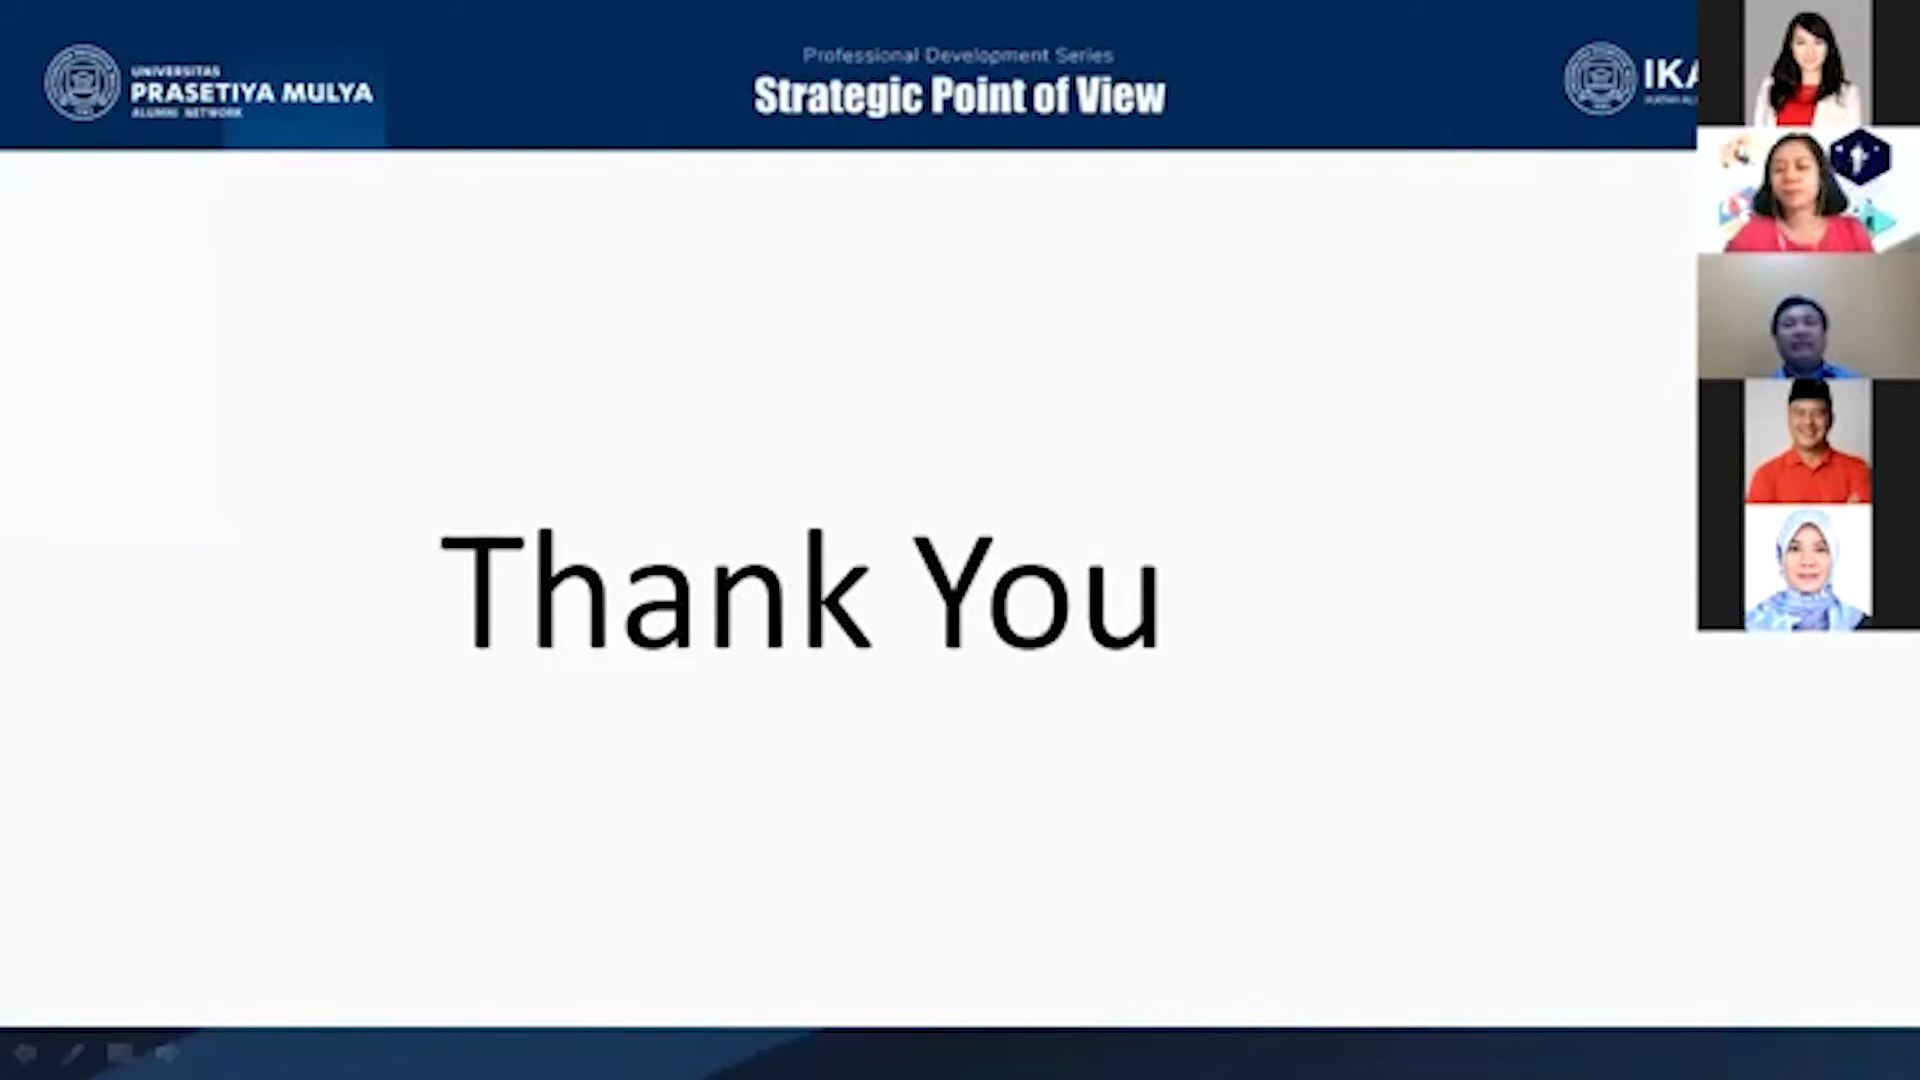 UNIVERSITAS
PRASETIYA MULYA
ALUMNI NETWORK
Professional Development Series
Strategic Point of View
IKA
Thank You